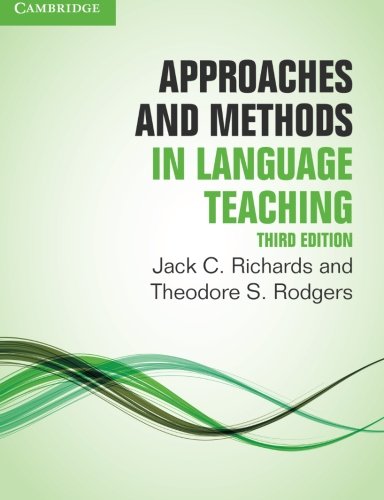 CAMBRIDGE
APPROACHES
AND METHODS
IN LANGUAGE
TEACHING
THIRD EDITION
Jack C. Richards and
Theodore S. Rodgers